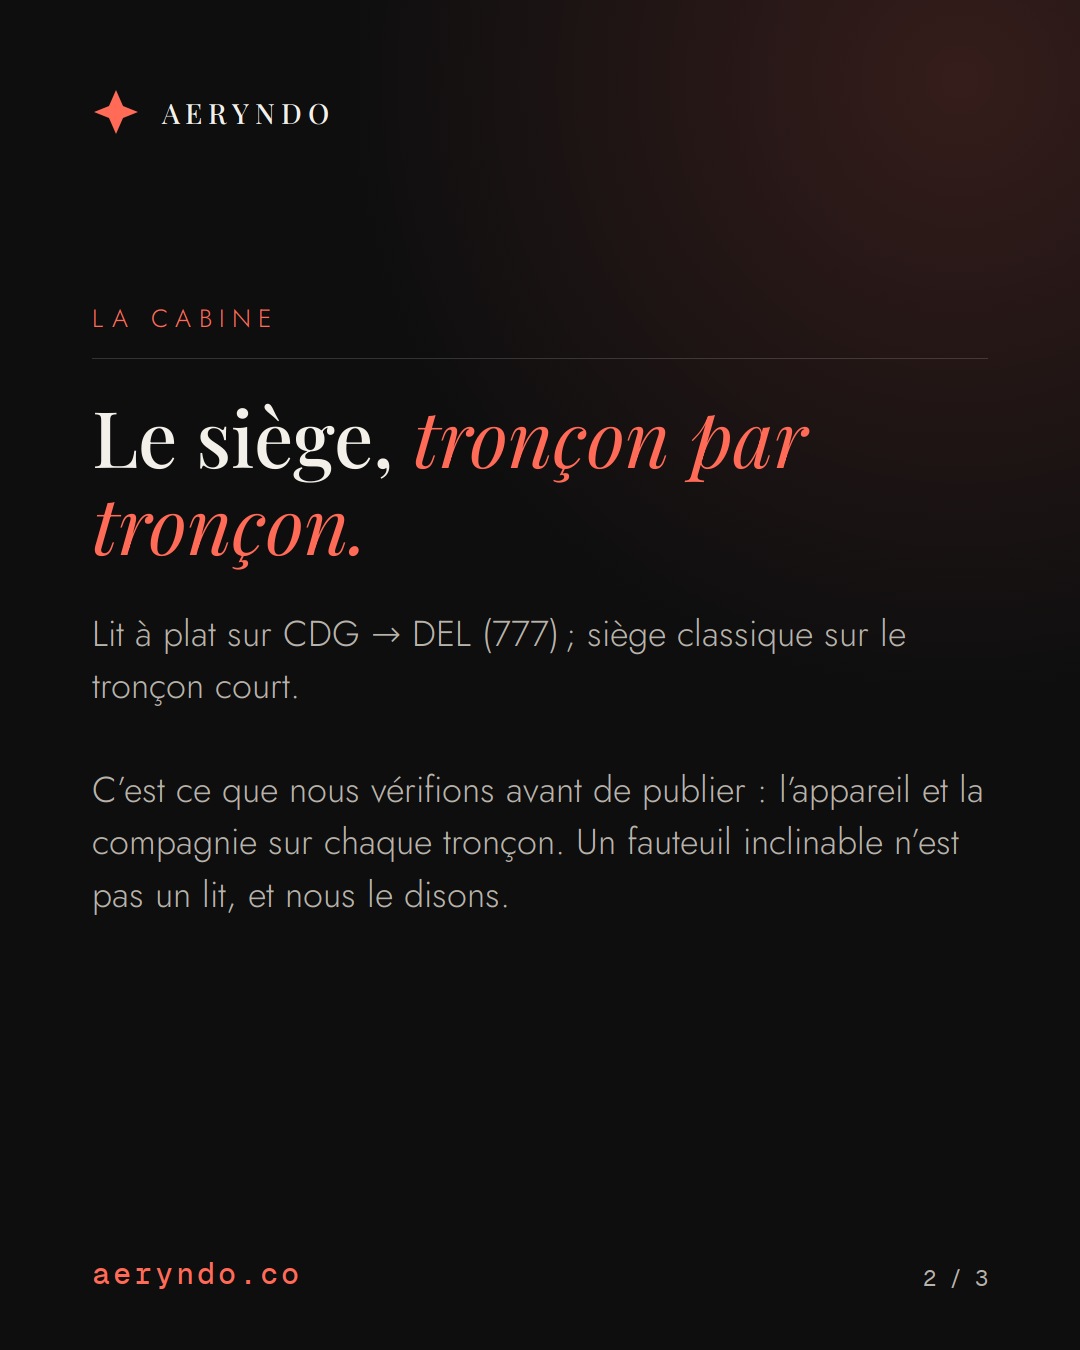 AERYNDO
LA CABINE
Le siège, tronçon par
tronçon.
Lit à plat sur CDG → DEL (777) ; siège classique sur le
tronçon court.
C’est ce que nous vérifions avant de publier : l’appareil et la
compagnie sur chaque tronçon. Un fauteuil inclinable n’est
pas un lit, et nous le disons.
aeryndo.co
2 / 3